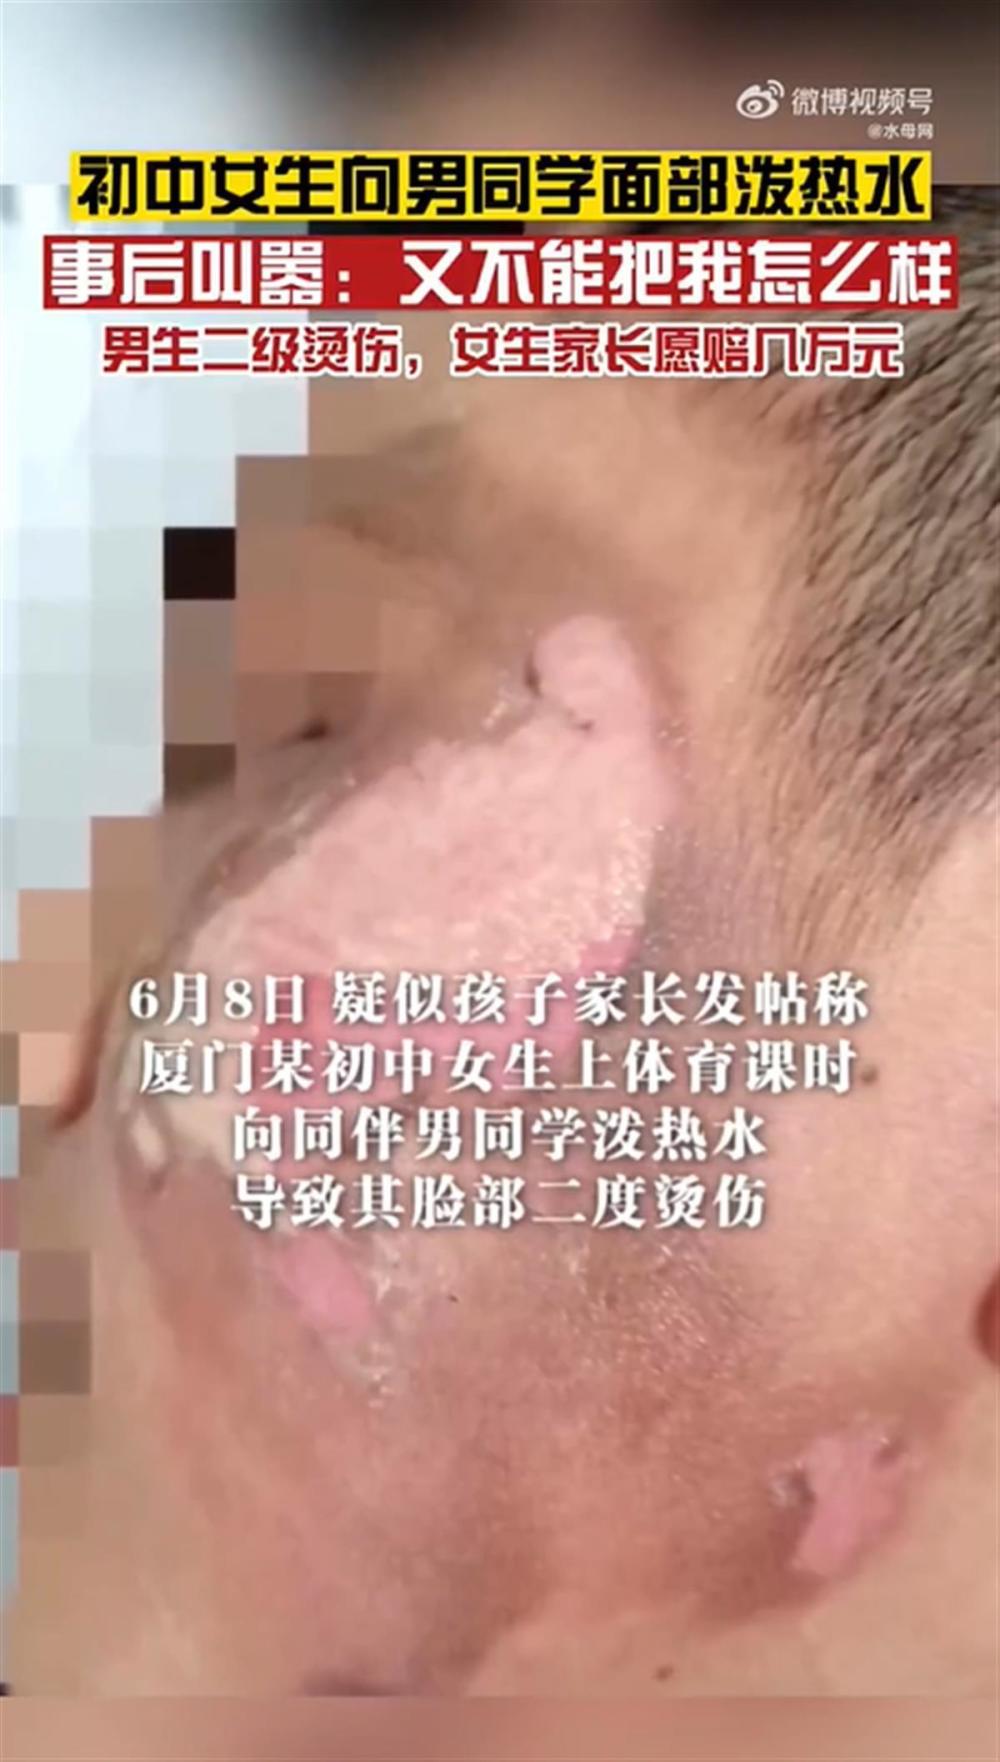 微博视频号
@水母网
初中女生向男同学面部泼热水
事后叫嚣：又不能把我怎么样
男生二级烫伤，女生家长愿赔几万元
6月8日 疑似孩子家长发帖称
厦门某初中女生上体育课时
向同伴男同学泼热水
导致其脸部二度烫伤